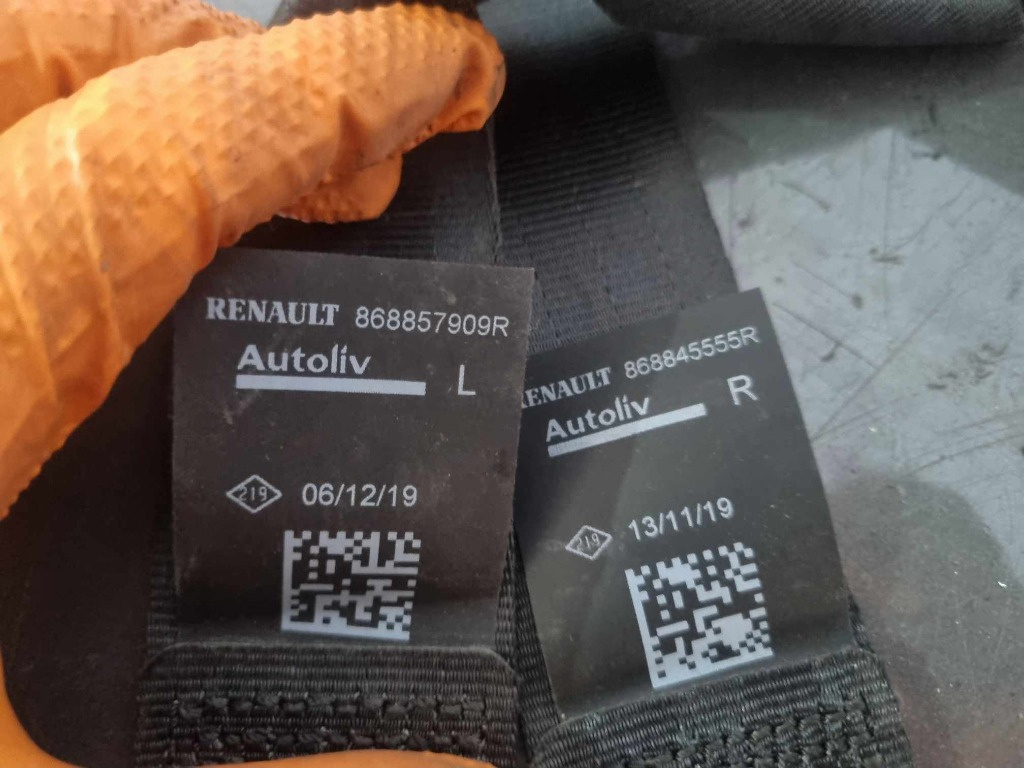 RENAULT 868857909R
Autoliv
L
219 06/12/19
RENAULT 868845555R
Autoliv
R
219 13/11/19